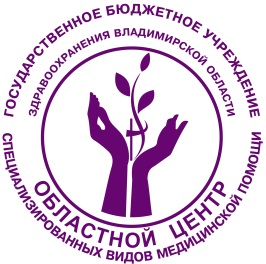 ГОСУДАРСТВЕННОЕ БЮДЖЕТНОЕ УЧРЕЖДЕНИЕ
ЗДРАВООХРАНЕНИЯ ВЛАДИМИРСКОЙ ОБЛАСТИ
ОБЛАСТНОЙ ЦЕНТР
СПЕЦИАЛИЗИРОВАННЫХ ВИДОВ МЕДИЦИНСКОЙ ПОМОЩИ